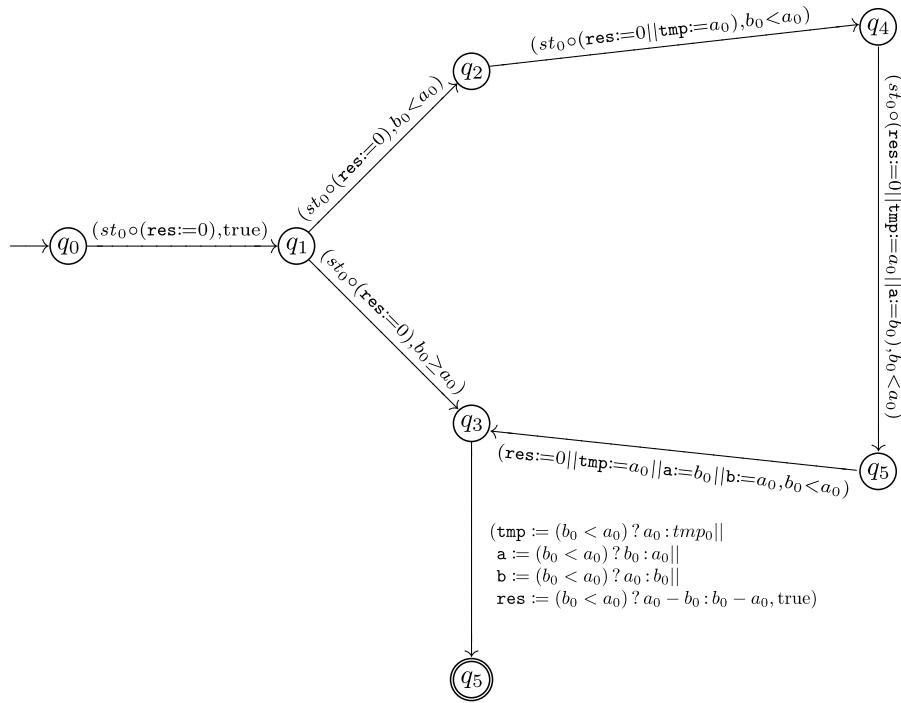 q₀
(st₀∘(res:=0),true)
q₁
(st₀∘(res:=0),b₀<a₀)
q₂
(st₀∘(res:=0||tmp:=a₀),b₀<a₀)
q₄
(st₀∘(res:=0||tmp:=a₀||a:=b₀),b₀<a₀)
q₅
(res:=0||tmp:=a₀||a:=b₀||b:=a₀,b₀<a₀)
(st₀∘(res:=0),b₀≥a₀)
q₃
(tmp := (b₀ < a₀) ? a₀ : tmp₀||
a := (b₀ < a₀) ? b₀ : a₀||
b := (b₀ < a₀) ? a₀ : b₀||
res := (b₀ < a₀) ? a₀ − b₀ : b₀ − a₀, true)
q₅